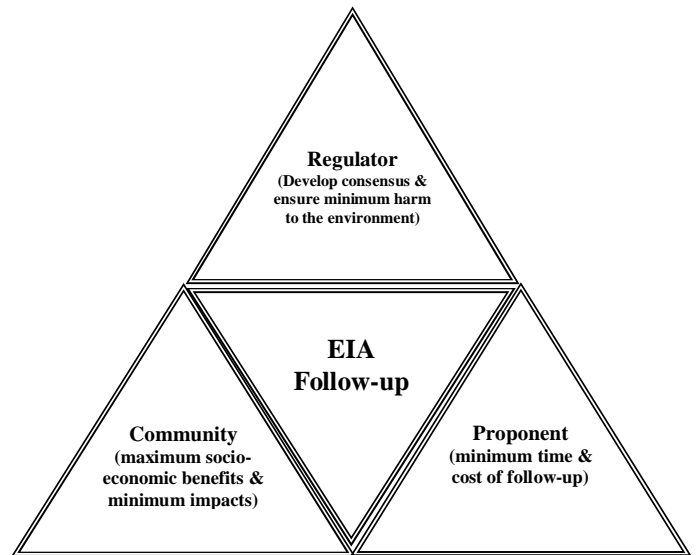 Regulator
(Develop consensus &
ensure minimum harm
to the environment)
EIA
Follow-up
Community
(maximum socio-
economic benefits &
minimum impacts)
Proponent
(minimum time &
cost of follow-up)